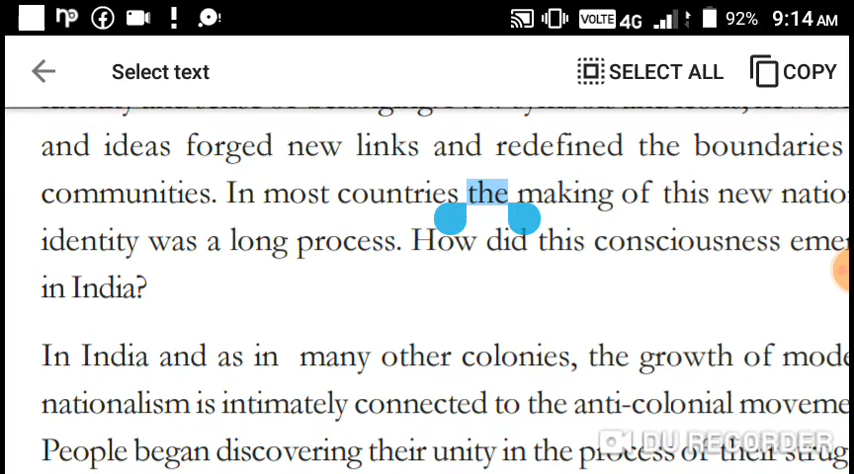 VOLTE 4G 92% 9:14 AM
Select text SELECT ALL COPY
and ideas forged new links and redefined the boundaries
communities. In most countries the making of this new natio
identity was a long process. How did this consciousness eme
in India?
In India and as in many other colonies, the growth of mode
nationalism is intimately connected to the anti-colonial moveme
People began discovering their unity in the process of their strug
DU RECORDER